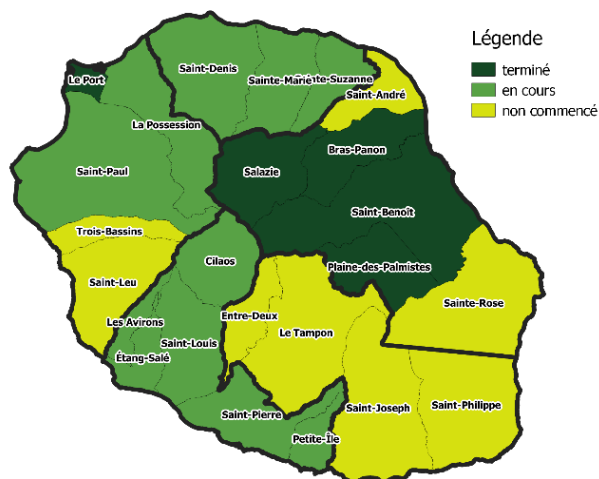 Légende
terminé
en cours
non commencé
Le Port
Saint-Denis
Sainte-Marie
Sainte-Suzanne
Saint-André
La Possession
Bras-Panon
Saint-Paul
Salazie
Saint-Benoît
Trois-Bassins
Cilaos
Plaine-des-Palmistes
Saint-Leu
Sainte-Rose
Les Avirons
Entre-Deux
Saint-Louis
Le Tampon
Étang-Salé
Saint-Pierre
Saint-Joseph
Saint-Philippe
Petite-Île